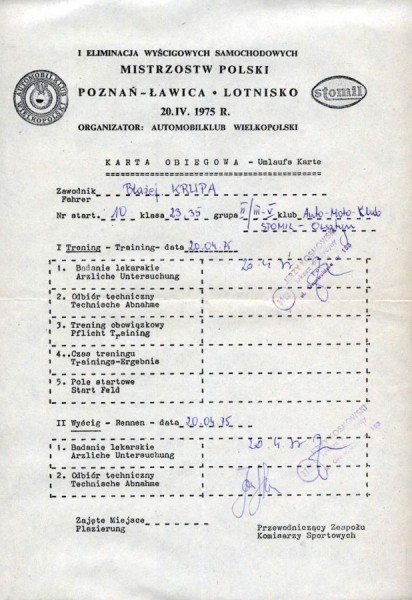 I ELIMINACJA WYŚCIGOWYCH SAMOCHODOWYCH
MISTRZOSTW POLSKI
POZNAŃ-ŁAWICA • LOTNISKO
20.IV. 1975 R.
ORGANIZATOR: AUTOMOBILKLUB WIELKOPOLSKI
AUTOMOBILKLUB WIELKOPOLSKI
stomil
KARTA OBIEGOWA - Umlaufs Karte
Zawodnik Błażej KRUPA
Fahrer
Nr start. 10 klasa 23,35 grupa II/III-V klub Auto-Moto-Klub
STOMIL-Olsztyn
I Trening - Training- data 20.04.75
1. Badanie lekarskie
Arzliche Untersuchung
2. Odbiór techniczny
Technische Abnahme
3. Trening obowiązkowy
Pflicht Training
4..Czas treningu
Trainings-Ergebnis
5. Pole startowe
Start Feld
II Wyścig - Rennen - data 20.04.75
1. Badanie lekarskie
Arzliche Untersuchung
2. Odbiór techniczny
Technische Abnahme
Zajęte Miejsce
Plazierung
Przewodniczący Zespołu
Komisarzy Sportowych